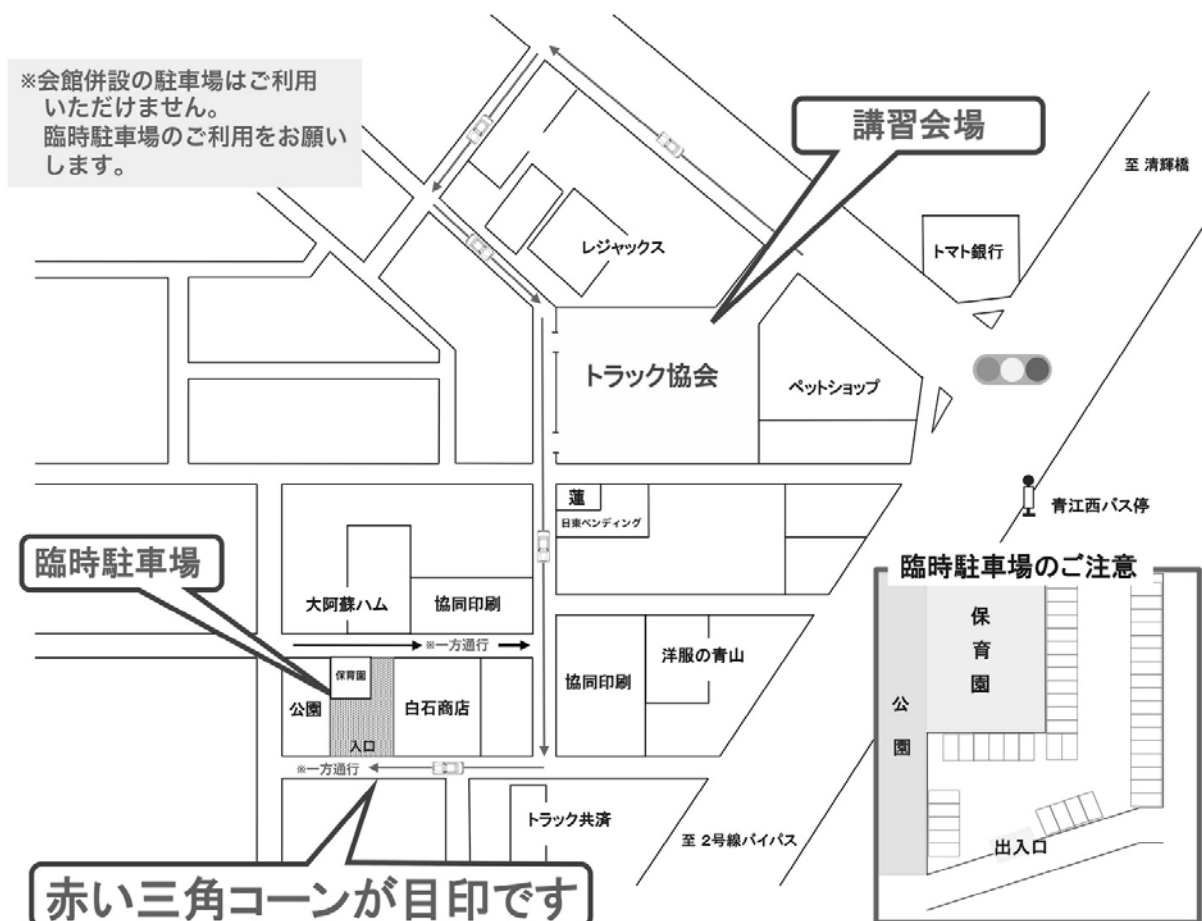 ※会館併設の駐車場はご利用
いただけません。
臨時駐車場のご利用をお願い
します。
講習会場
至 清輝橋
トマト銀行
レジャックス
トラック協会
ペットショップ
青江西バス停
蓮
日東ベンディング
臨時駐車場
大阿蘇ハム
協同印刷
※一方通行
保育園
公園
白石商店
入口
協同印刷
洋服の青山
※一方通行
トラック共済
至 2号線バイパス
赤い三角コーンが目印です
臨時駐車場のご注意
保育園
公園
出入口